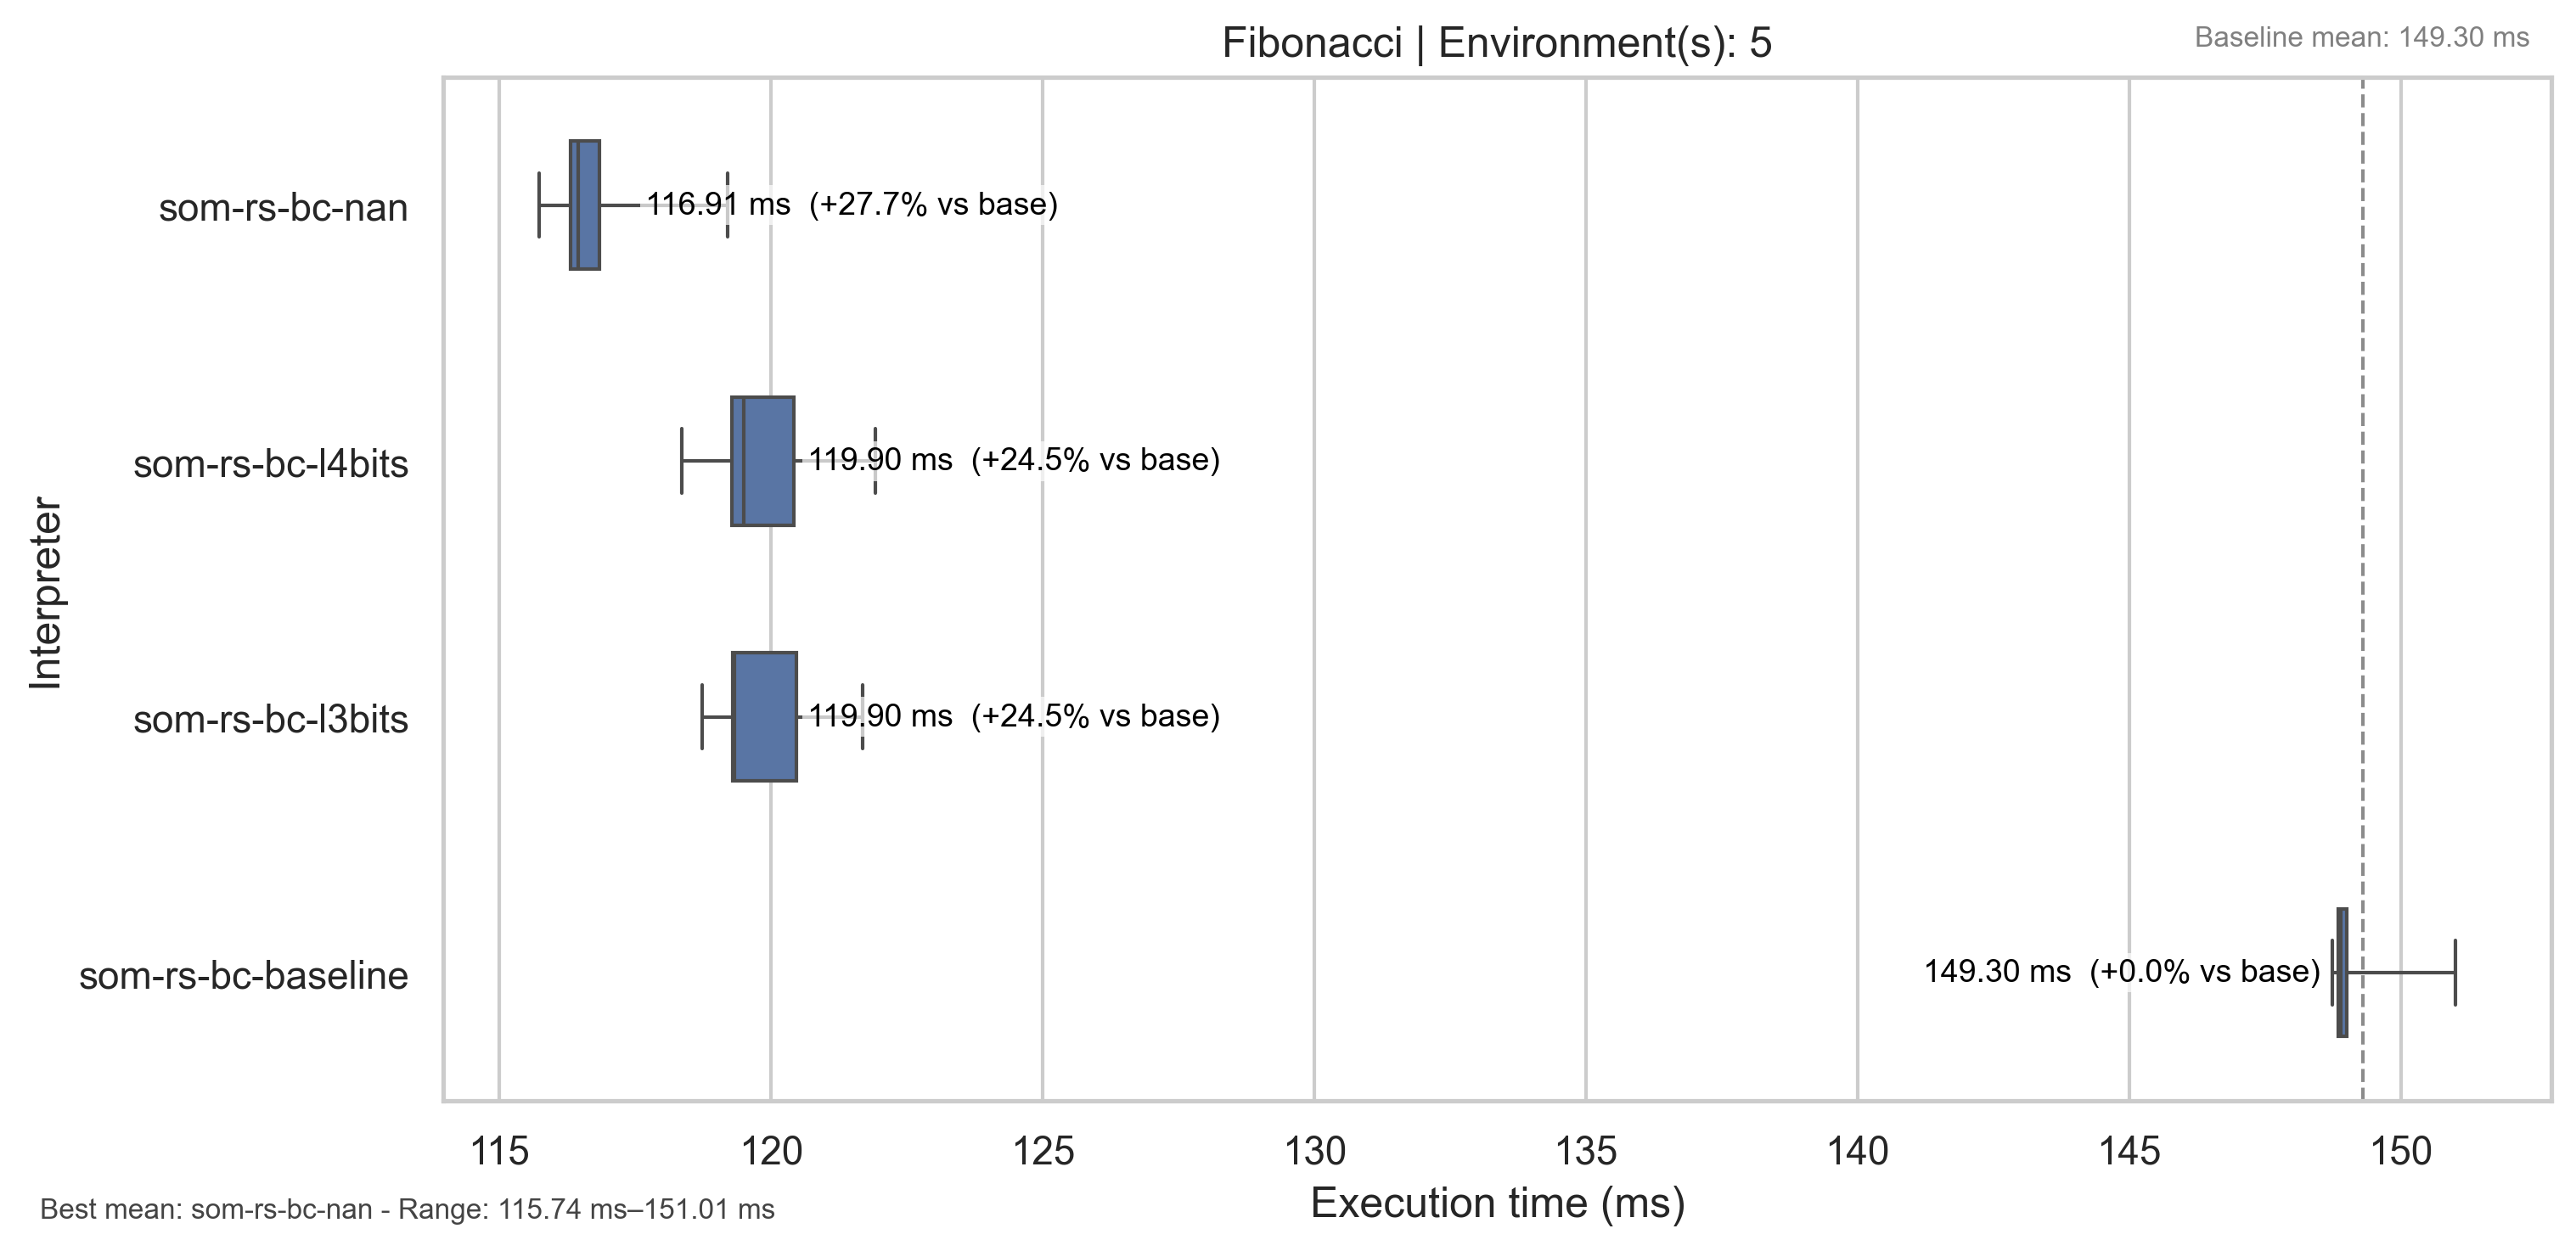 Fibonacci | Environment(s): 5
Baseline mean: 149.30 ms
som-rs-bc-nan
116.91 ms (+27.7% vs base)
som-rs-bc-l4bits
119.90 ms (+24.5% vs base)
som-rs-bc-l3bits
119.90 ms (+24.5% vs base)
som-rs-bc-baseline
149.30 ms (+0.0% vs base)
Interpreter
115 120 125 130 135 140 145 150
Execution time (ms)
Best mean: som-rs-bc-nan - Range: 115.74 ms–151.01 ms